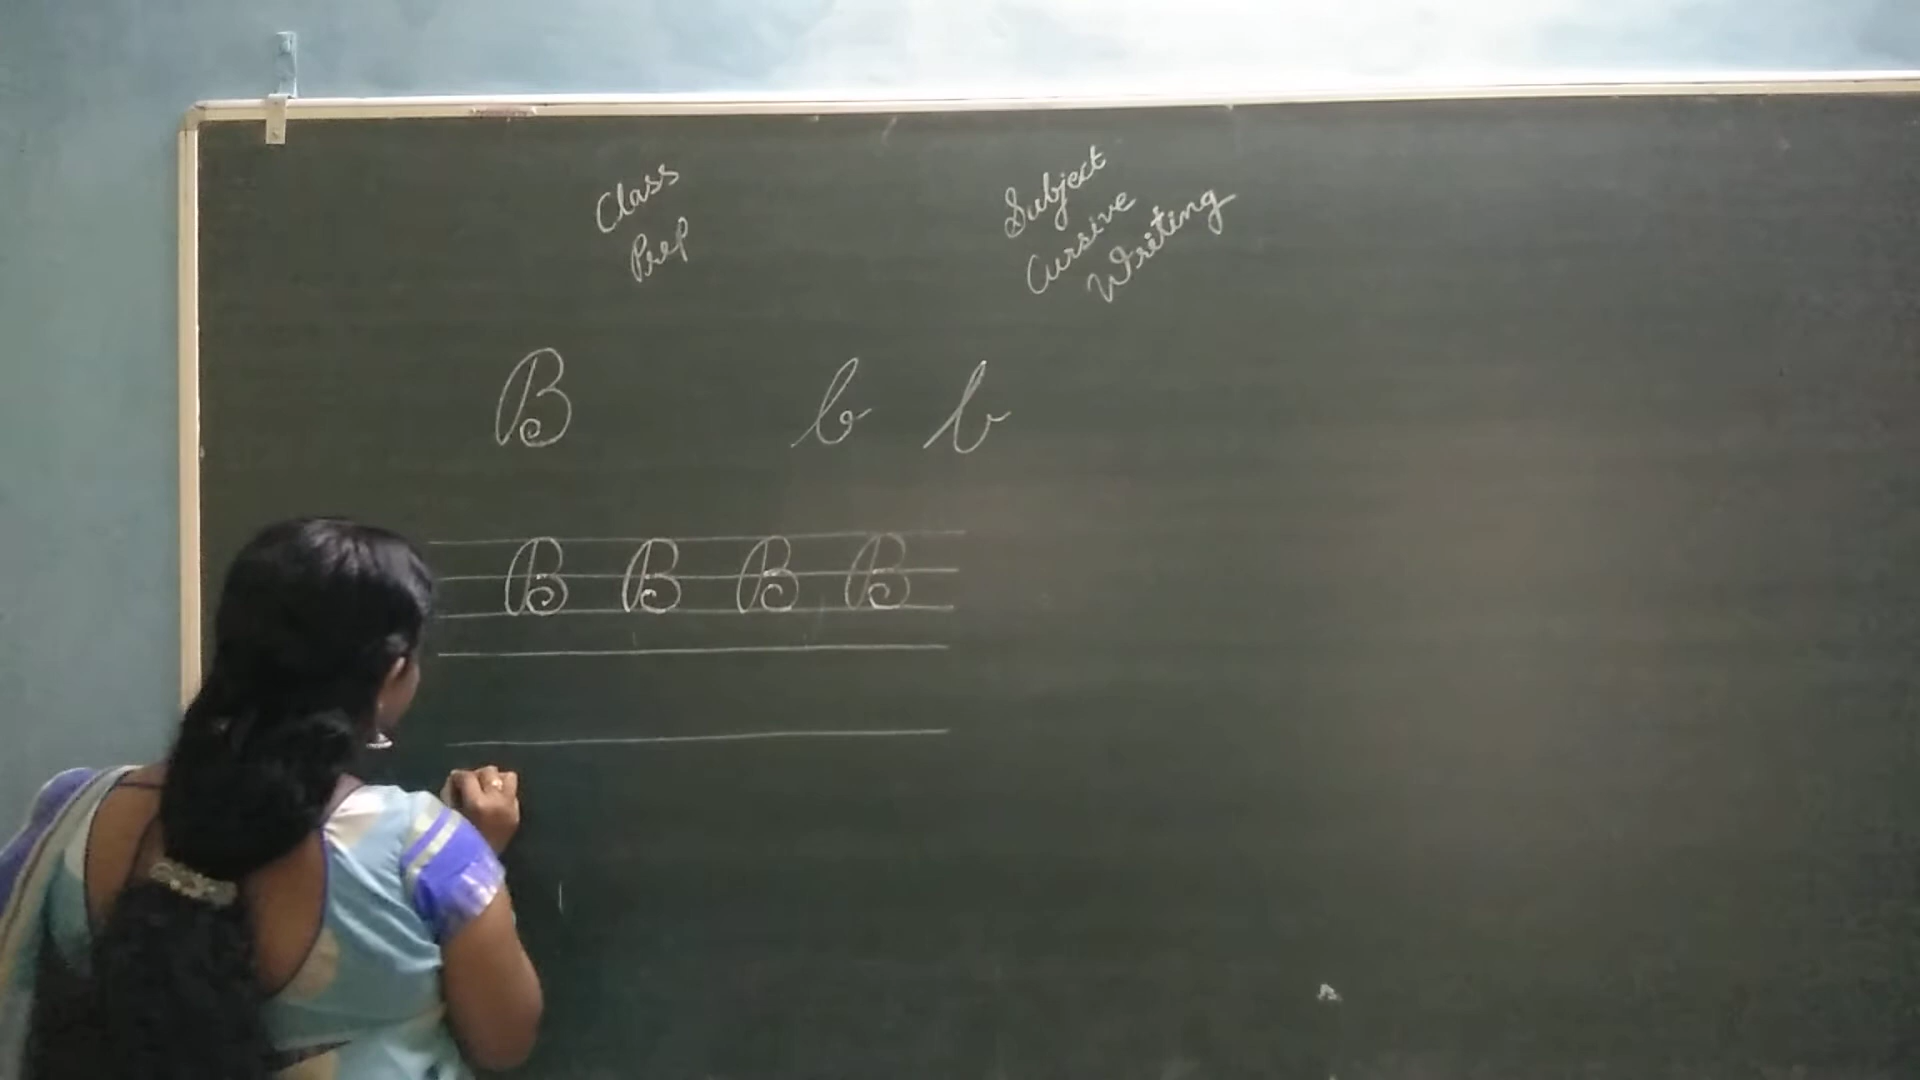 Class
Prep
Subject
Cursive
Writing
B b b
B B B B